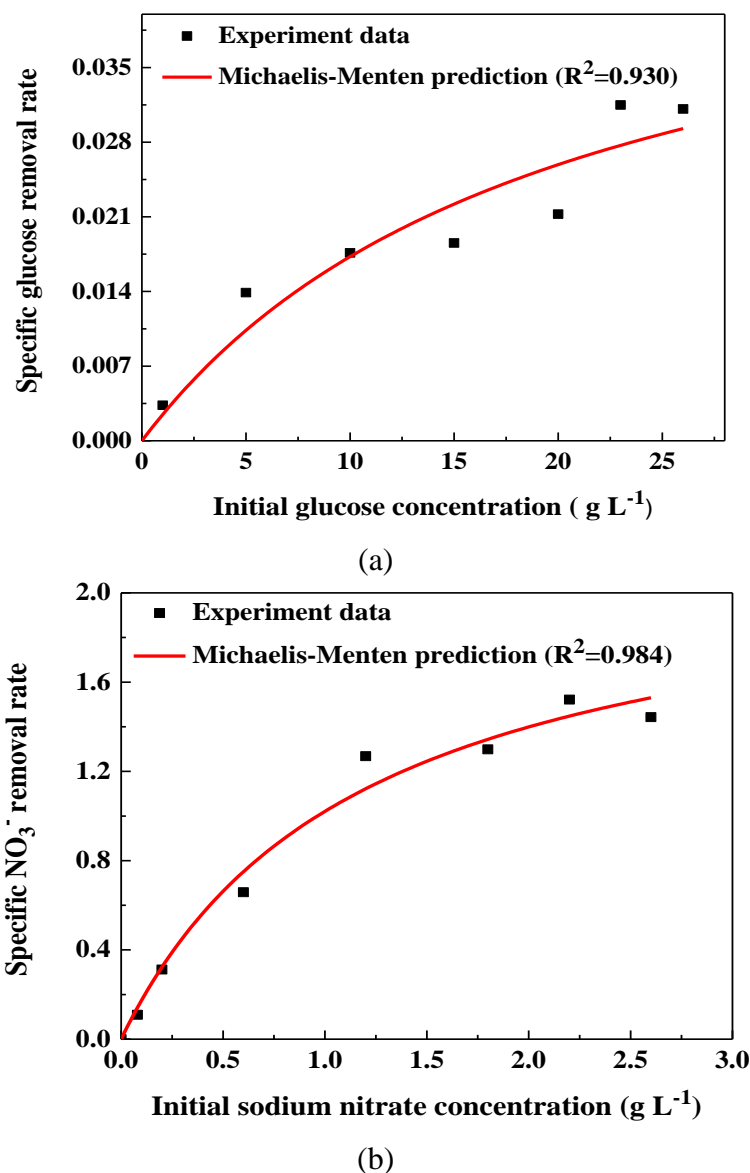 Experiment data
Michaelis-Menten prediction (R²=0.930)
Specific glucose removal rate
0.035
0.028
0.021
0.014
0.007
0.000
0 5 10 15 20 25
Initial glucose concentration ( g L⁻¹)
(a)
Experiment data
Michaelis-Menten prediction (R²=0.984)
Specific NO₃⁻ removal rate
2.0
1.6
1.2
0.8
0.4
0.0
0.0 0.5 1.0 1.5 2.0 2.5 3.0
Initial sodium nitrate concentration (g L⁻¹)
(b)